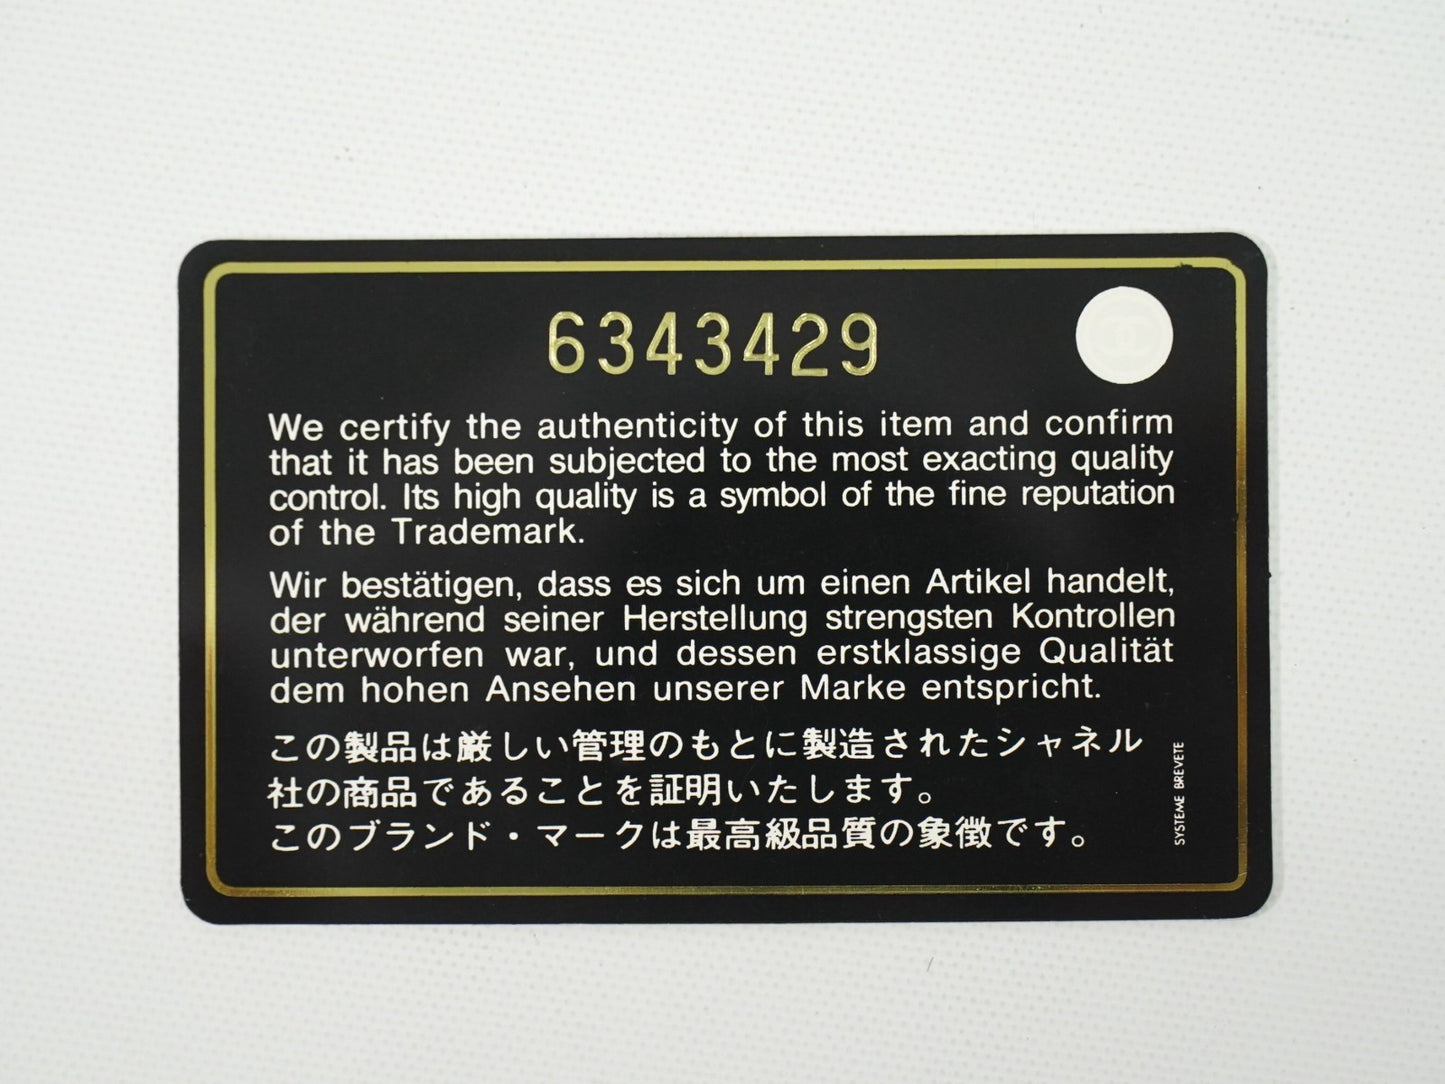 6343429
We certify the authenticity of this item and confirm
that it has been subjected to the most exacting quality
control. Its high quality is a symbol of the fine reputation
of the Trademark.
Wir bestätigen, dass es sich um einen Artikel handelt,
der während seiner Herstellung strengsten Kontrollen
unterworfen war, und dessen erstklassige Qualität
dem hohen Ansehen unserer Marke entspricht.
この製品は厳しい管理のもとに製造されたシャネル
社の商品であることを証明いたします。
このブランド・マークは最高級品質の象徴です。
SYSTEME BREVETE